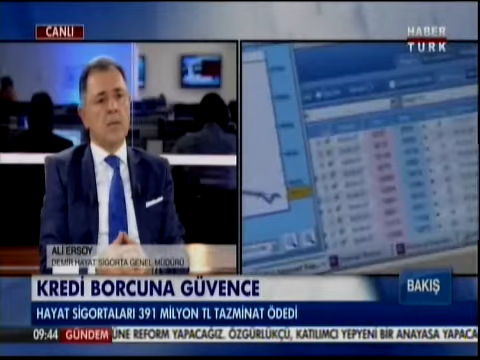 CANLI
HABER
TÜRK
ALİ ERSOY
DEMİR HAYAT SİGORTA GENEL MÜDÜRÜ
KREDİ BORCUNA GÜVENCE
BAKIŞ
HAYAT SİGORTALARI 391 MİLYON TL TAZMİNAT ÖDEDİ
09:44 GÜNDEM ÜNE REFORM YAPACAĞIZ. ÖZGÜRLÜKÇÜ, KATILIMCI YEPYENİ BİR ANAYASA YAPACA